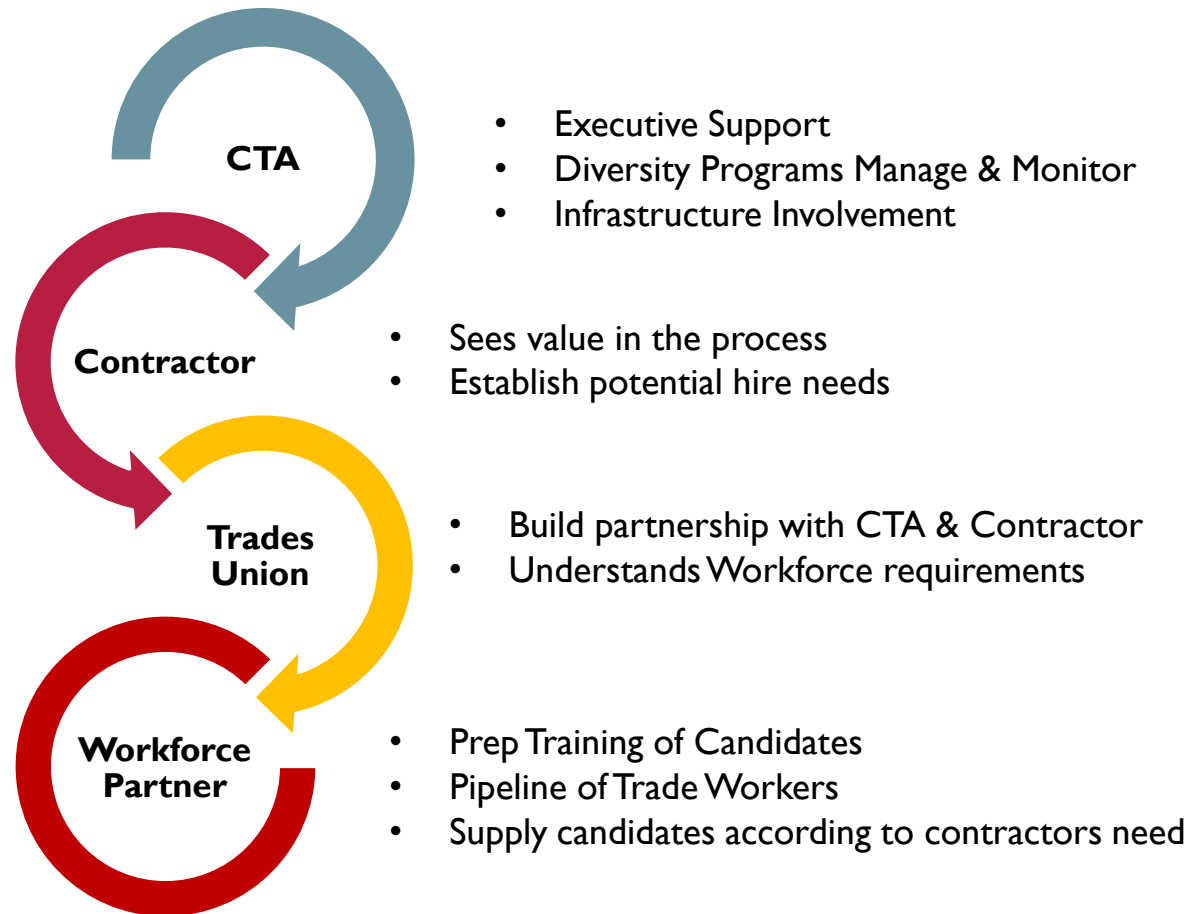 CTA
• Executive Support
• Diversity Programs Manage & Monitor
• Infrastructure Involvement
Contractor
• Sees value in the process
• Establish potential hire needs
Trades
Union
• Build partnership with CTA & Contractor
• Understands Workforce requirements
Workforce
Partner
• Prep Training of Candidates
• Pipeline of Trade Workers
• Supply candidates according to contractors need